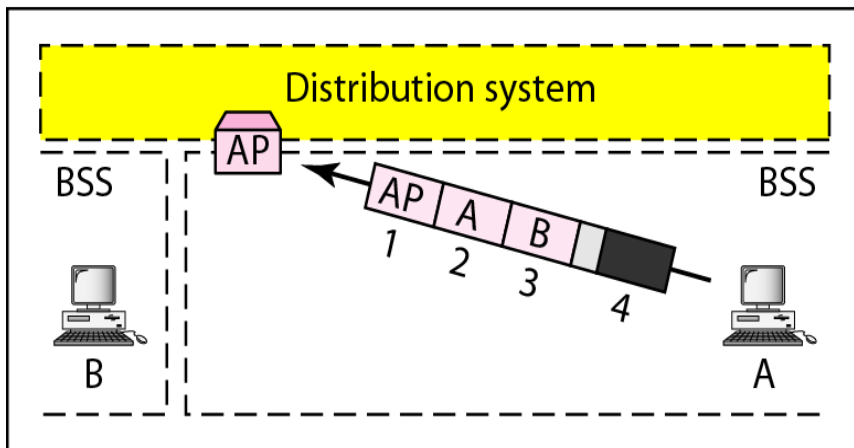 Distribution system
AP
BSS
BSS
AP A B
1 2 3 4
B
A